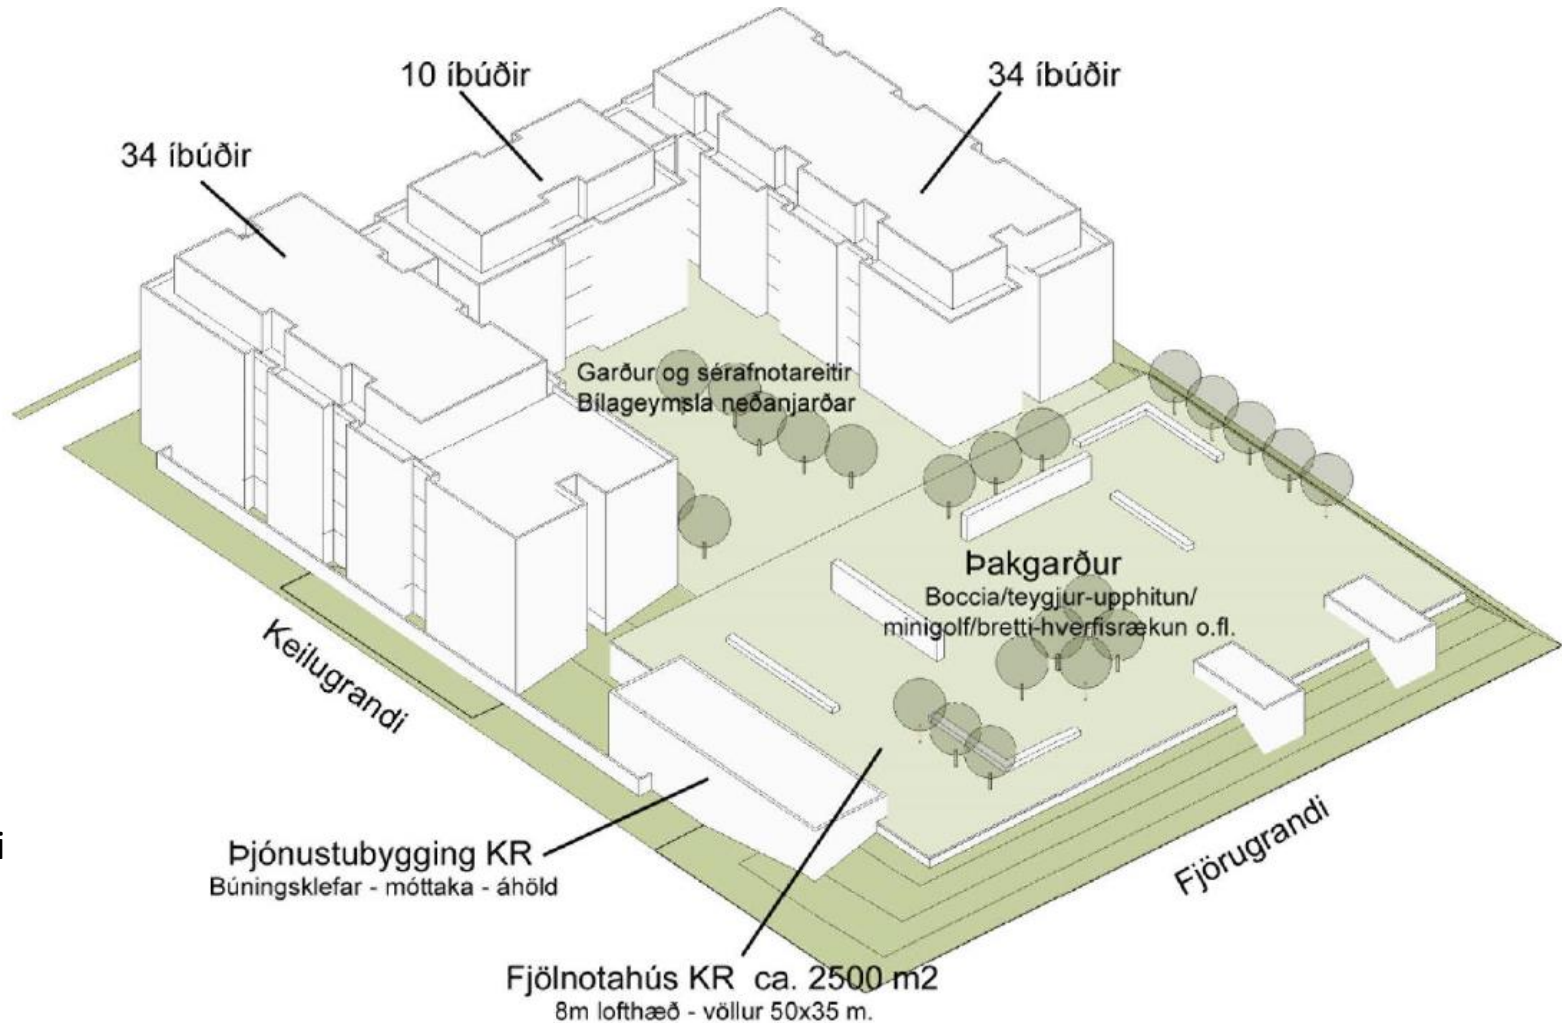 10 íbúðir
34 íbúðir
34 íbúðir
Garður og sérafnotareitir
Bílageymsla neðanjarðar
Þakgarður
Boccia/teygjur-upphitun/
minigolf/bretti-hverfisrækun o.fl.
Keilugrandi
Fjörugrandi
i
Þjónustubygging KR
Búningsklefar - móttaka - áhöld
Fjölnotahús KR ca. 2500 m2
8m lofthæð - völlur 50x35 m.